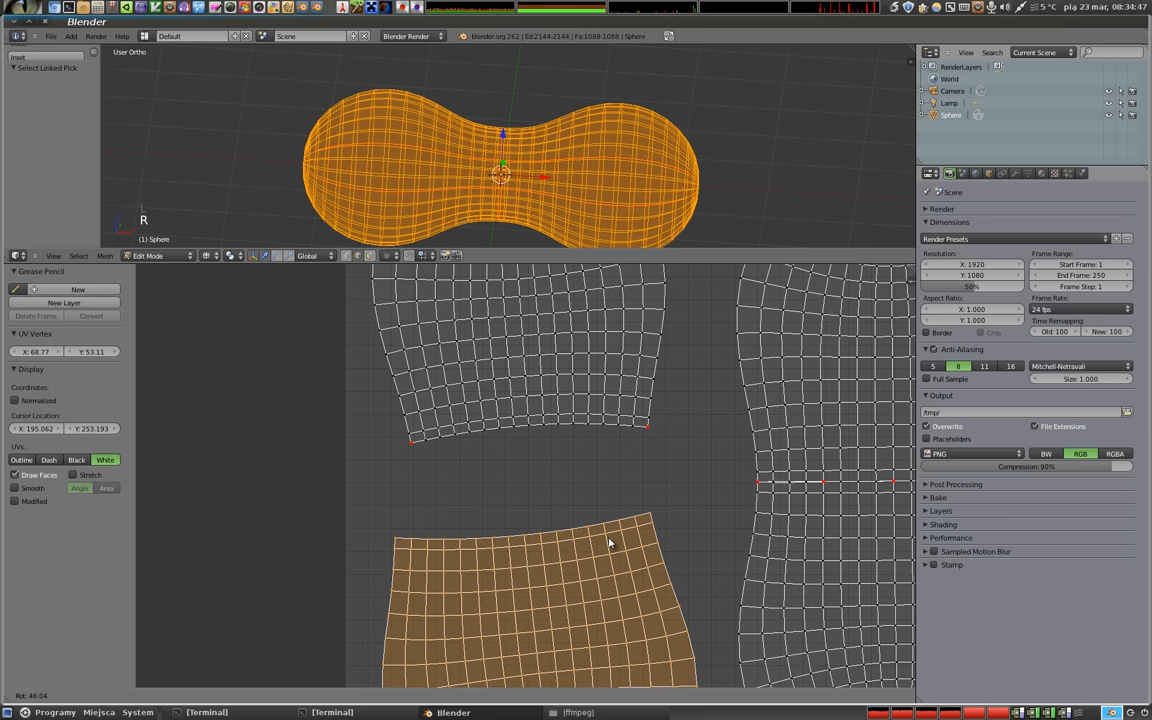 5 °C pią 23 mar, 08:34:47
Blender
File Add Render Help Default Scene Blender Render blender.org 262 | Ed:2144-2144 | Fa:1088-1088 | Sphere
View Search Current Scene
Inset
Select Linked Pick
User Ortho
RenderLayers
World
Camera
Lamp
Sphere
R
(1) Sphere
View Select Mesh Edit Mode Global
Scene
Render
Dimensions
Render Presets
Resolution: Frame Range:
X: 1920 Start Frame: 1
Y: 1080 End Frame: 250
50% Frame Step: 1
Aspect Ratio: Frame Rate:
X: 1.000 24 fps
Y: 1.000 Time Remapping:
Border Crop Old: 100 New: 100
Anti-Aliasing
5 8 11 16 Mitchell-Netravali
Full Sample Size: 1.000
Output
/tmp/
Overwrite File Extensions
Placeholders
PNG BW RGB RGBA
Compression: 90%
Post Processing
Bake
Layers
Shading
Performance
Sampled Motion Blur
Stamp
Grease Pencil
New
New Layer
Delete Frame Convert
UV Vertex
X: 68.77 Y: 53.11
Display
Coordinates:
Normalized
Cursor Location:
X: 195.062 Y: 253.193
UVs:
Outline Dash Black White
Draw Faces Stretch
Smooth Angle Area
Modified
Rot: 46.04
Programy Miejsca System [Terminal] [Terminal] Blender [ffmpeg]